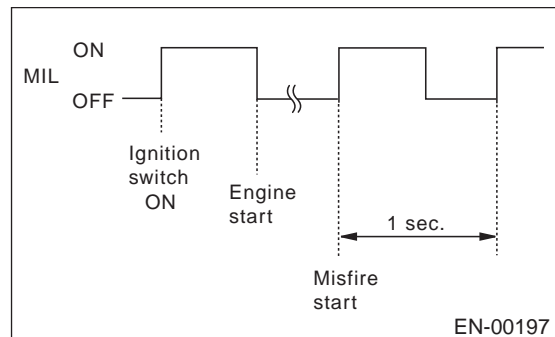 ON
MIL
OFF
Ignition
switch
ON
Engine
start
1 sec.
Misfire
start
EN-00197